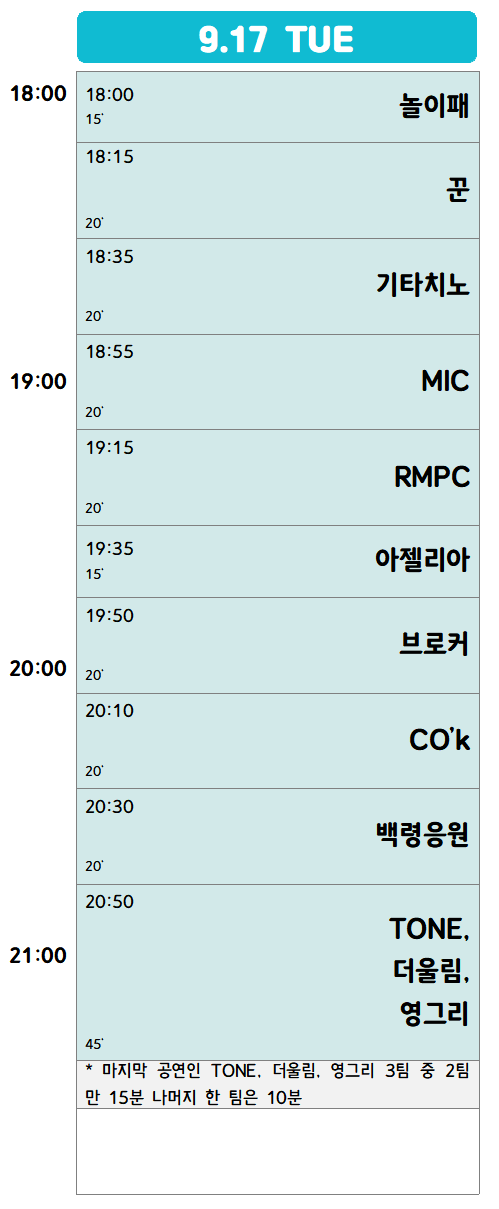 9.17 TUE
18:00
18:00
15'
놀이패
18:15
20'
꾼
18:35
20'
기타치노
19:00
18:55
20'
MIC
19:15
20'
RMPC
19:35
15'
아젤리아
20:00
19:50
20'
브로커
20:10
20'
CO'k
20:30
20'
백령응원
21:00
20:50
45'
TONE,
더울림,
영그리
* 마지막 공연인 TONE, 더울림, 영그리 3팀 중 2팀
만 15분 나머지 한 팀은 10분